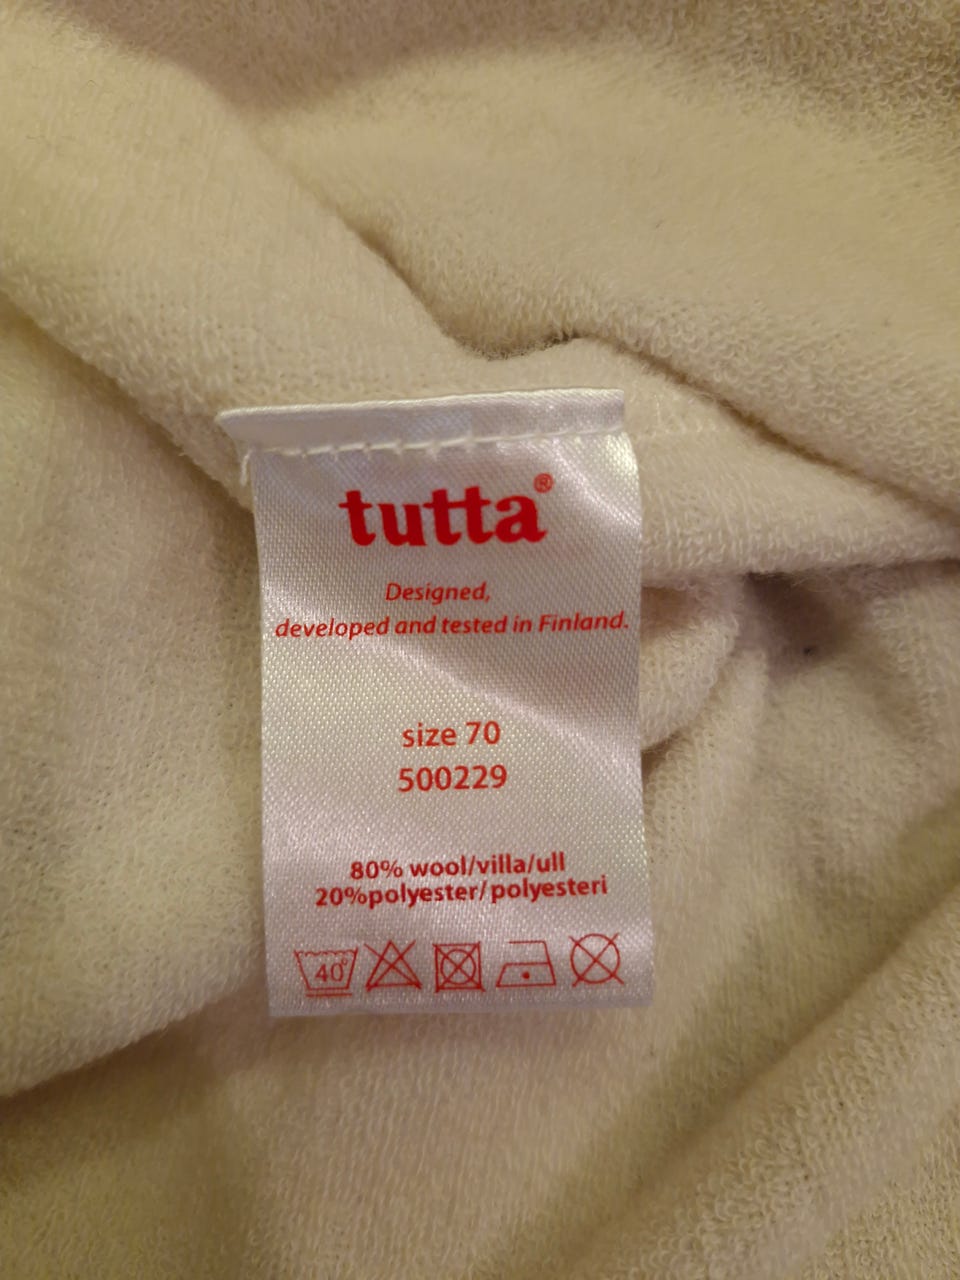 tutta®
Designed,
developed and tested in Finland.
size 70
500229
80% wool/villa/ull
20%polyester/polyesteri
40°